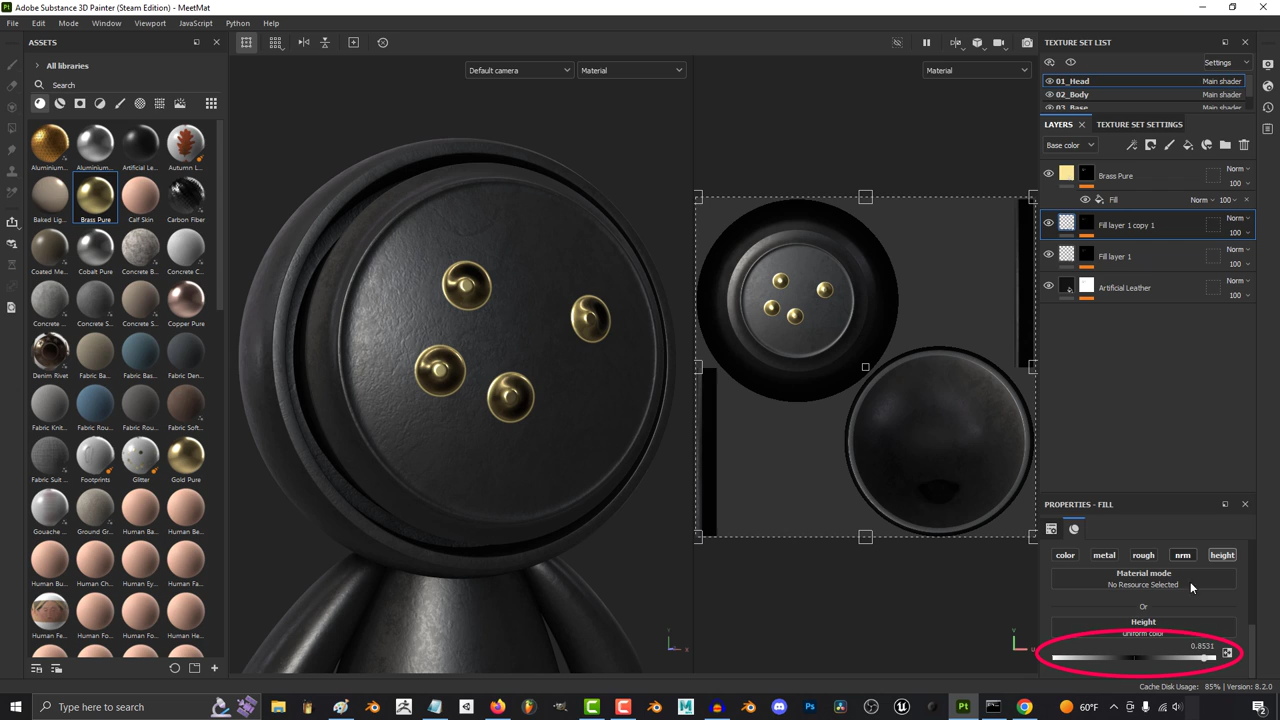 Adobe Substance 3D Painter (Steam Edition) - MeetMat
File Edit Mode Window Viewport JavaScript Python Help
ASSETS
All libraries
Search
Aluminium... Aluminium... Artificial Le... Autumn L...
Baked Lig... Brass Pure Calf Skin Carbon Fiber
Coated Me... Cobalt Pure Concrete B... Concrete C...
Concrete ... Concrete S... Concrete S... Copper Pure
Denim Rivet Fabric Ba... Fabric Bas... Fabric Den...
Fabric Knit... Fabric Rou... Fabric Rou... Fabric Soft...
Fabric Suit ... Footprints Glitter Gold Pure
Gouache ... Ground Gr... Human Ba... Human Be...
Human Bu... Human Ch... Human Ey... Human Fa...
Human Fe... Human Fo... Human Fo... Human He...
Default camera Material
Material
TEXTURE SET LIST
Settings
01_Head Main shader
02_Body Main shader
03_Base Main shader
LAYERS TEXTURE SET SETTINGS
Base color
Brass Pure Norm
100
Fill Norm 100
Fill layer 1 copy 1 Norm
100
Fill layer 1 Norm
100
Artificial Leather Norm
100
PROPERTIES - FILL
color metal rough nrm height
Material mode
No Resource Selected
Or
Height
uniform color
0.8531
Cache Disk Usage: 85% | Version: 8.2.0
Type here to search
60°F